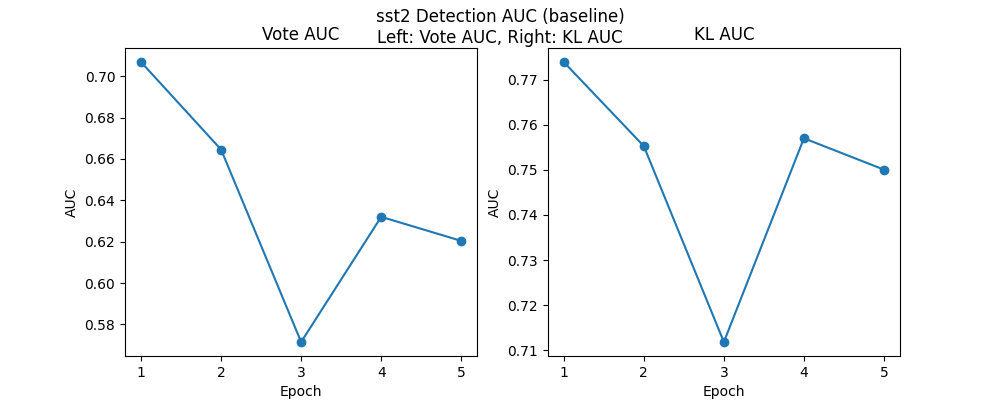 sst2 Detection AUC (baseline)
Left: Vote AUC, Right: KL AUC
Vote AUC
0.70
0.68
0.66
0.64
0.62
0.60
0.58
AUC
1 2 3 4 5
Epoch
KL AUC
0.77
0.76
0.75
0.74
0.73
0.72
0.71
AUC
1 2 3 4 5
Epoch